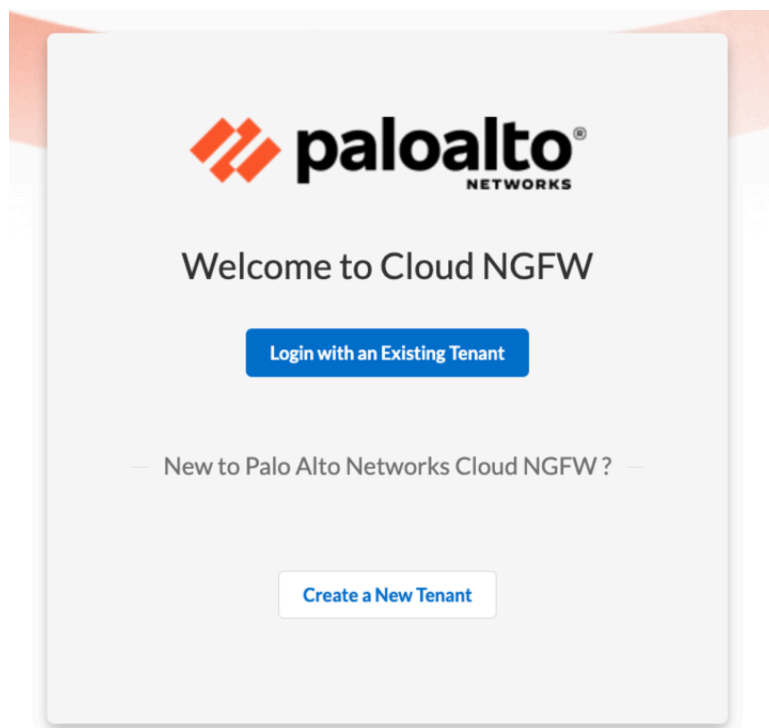 paloalto®
NETWORKS
Welcome to Cloud NGFW
Login with an Existing Tenant
New to Palo Alto Networks Cloud NGFW ?
Create a New Tenant